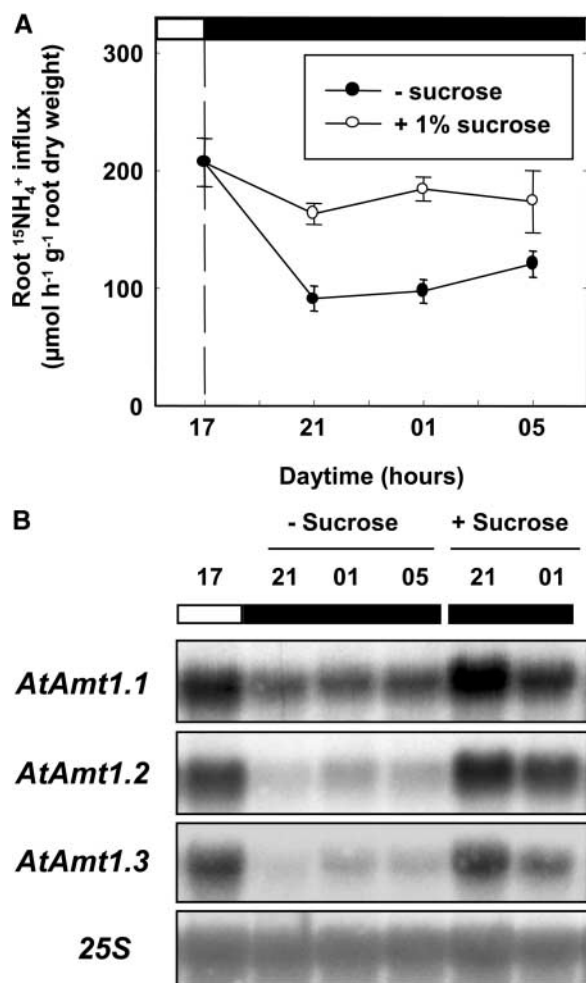 A
300
200
100
0
Root ¹⁵NH₄⁺ influx
(µmol h⁻¹ g⁻¹ root dry weight)
- sucrose
+ 1% sucrose
17 21 01 05
Daytime (hours)
B
- Sucrose + Sucrose
17 21 01 05 21 01
AtAmt1.1
AtAmt1.2
AtAmt1.3
25S